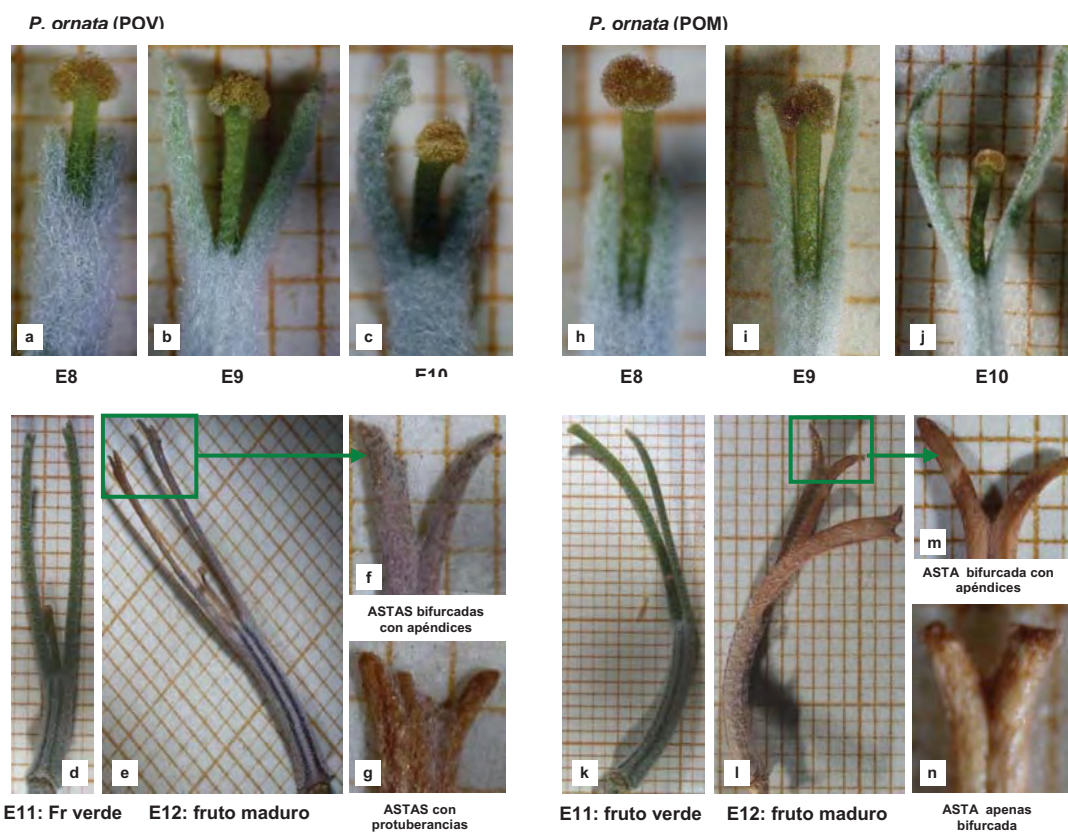 P. ornata (POV)
P. ornata (POM)
a
b
c
h
i
j
E8
E9
E10
E8
E9
E10
f
ASTAS bifurcadas
con apéndices
m
ASTA bifurcada con
apéndices
d
e
g
k
l
n
E11: Fr verde
E12: fruto maduro
ASTAS con
protuberancias
E11: fruto verde
E12: fruto maduro
ASTA apenas
bifurcada